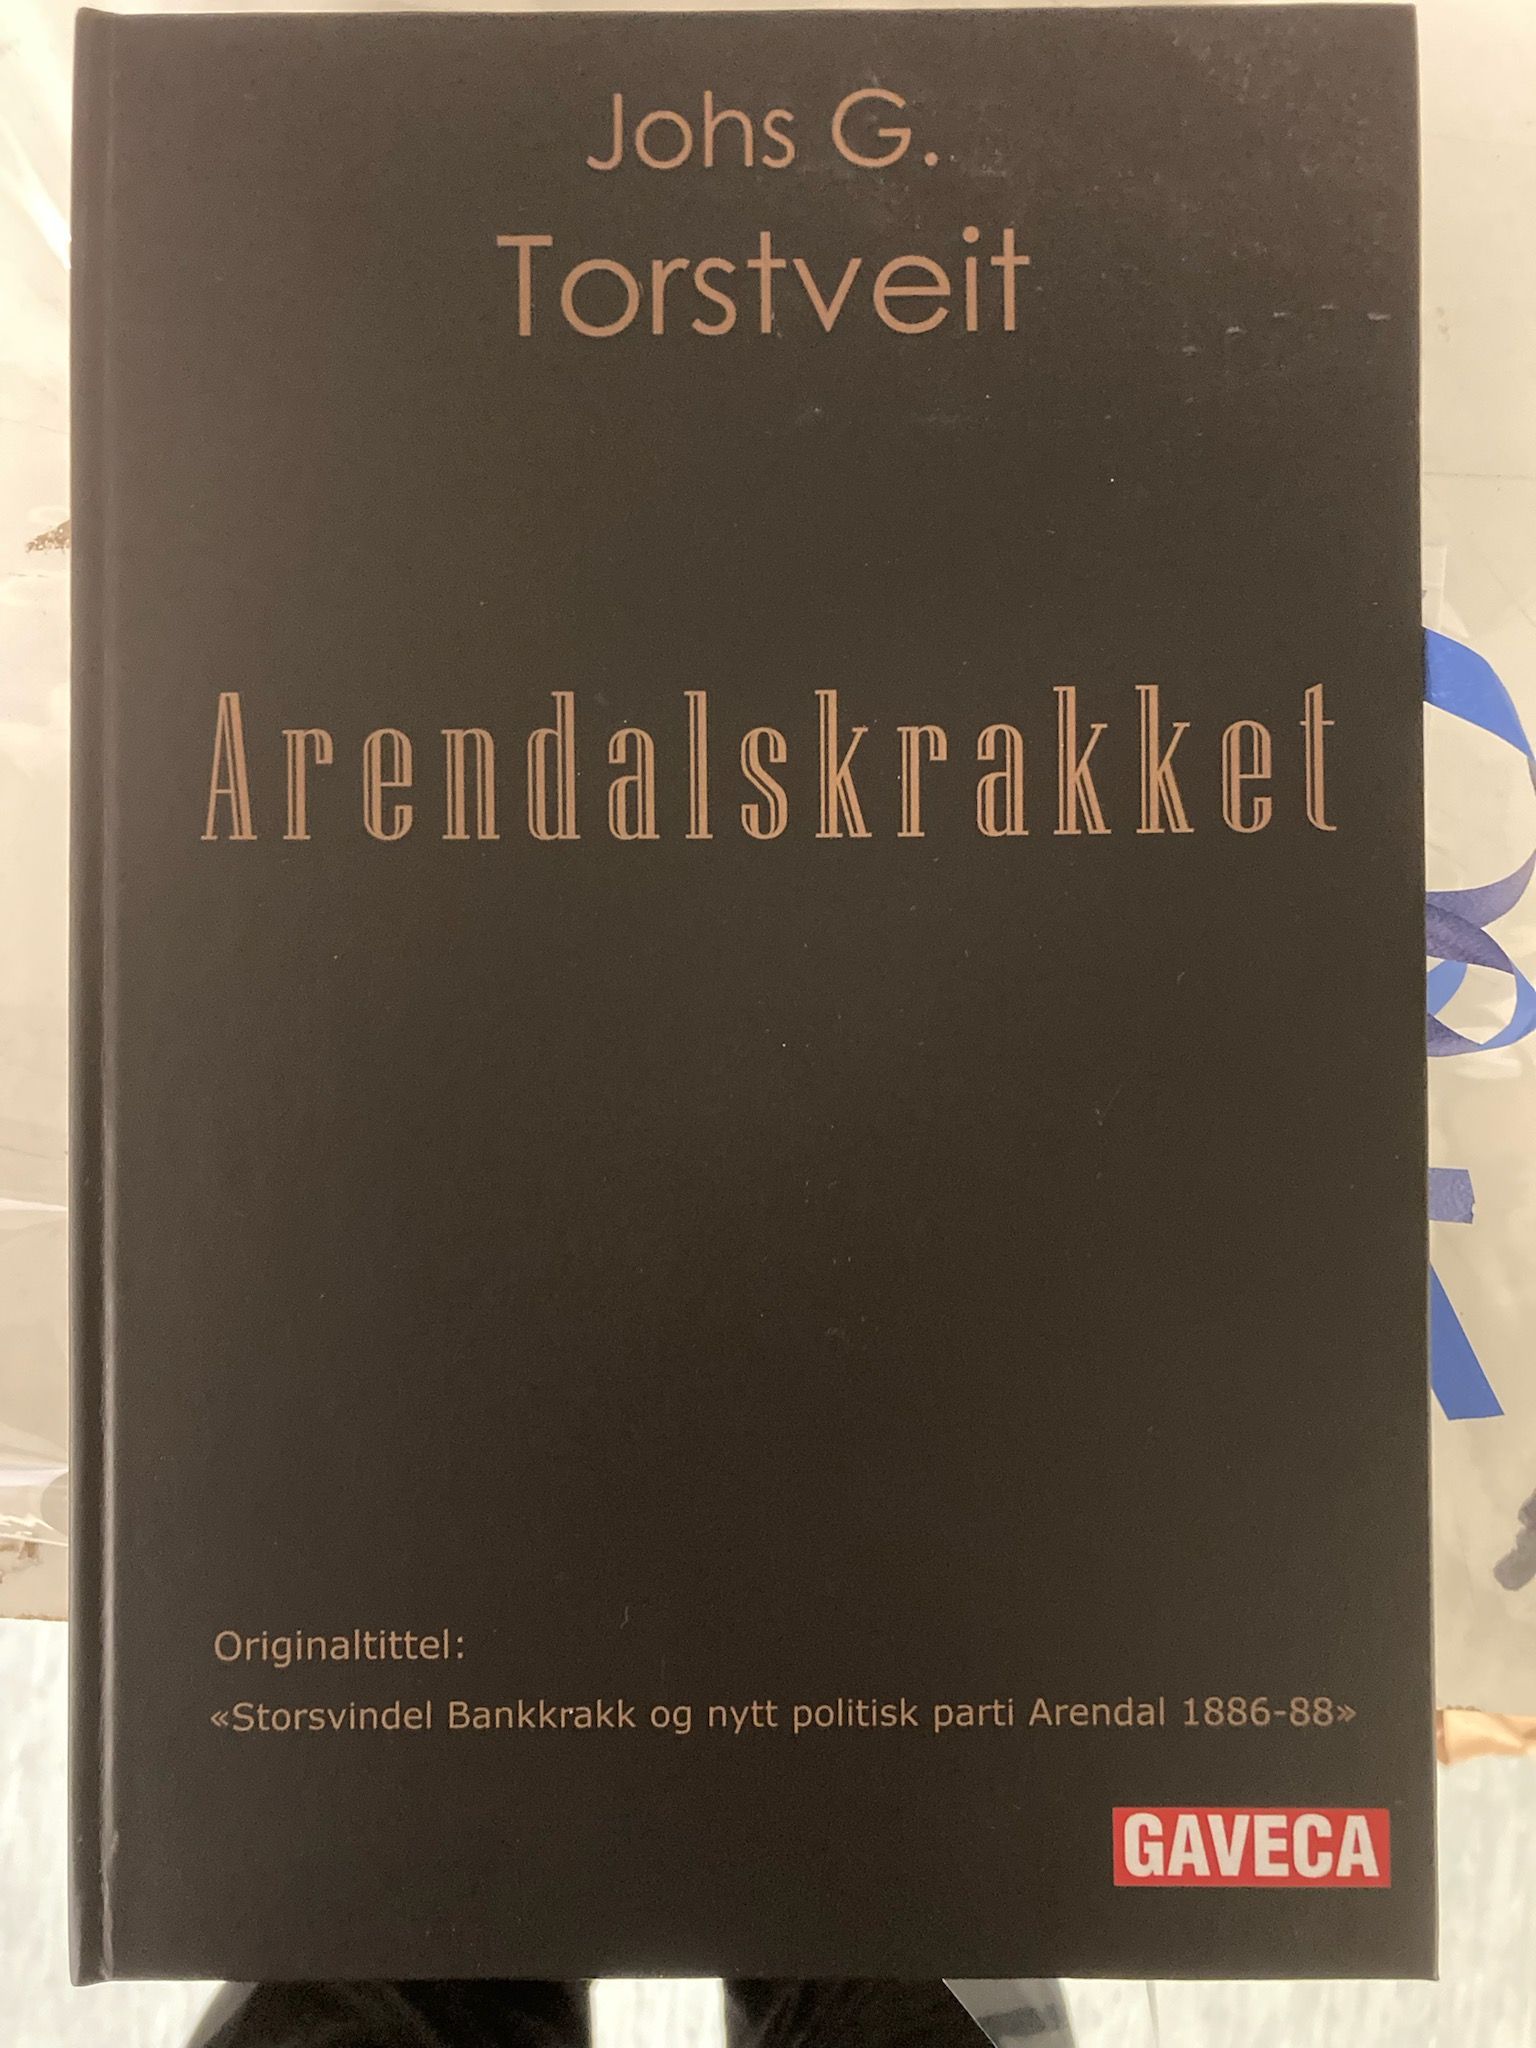 Johs G.
Torstveit
Arendalskrakket
Originaltittel:
«Storsvindel Bankkrakk og nytt politisk parti Arendal 1886-88»
GAVECA